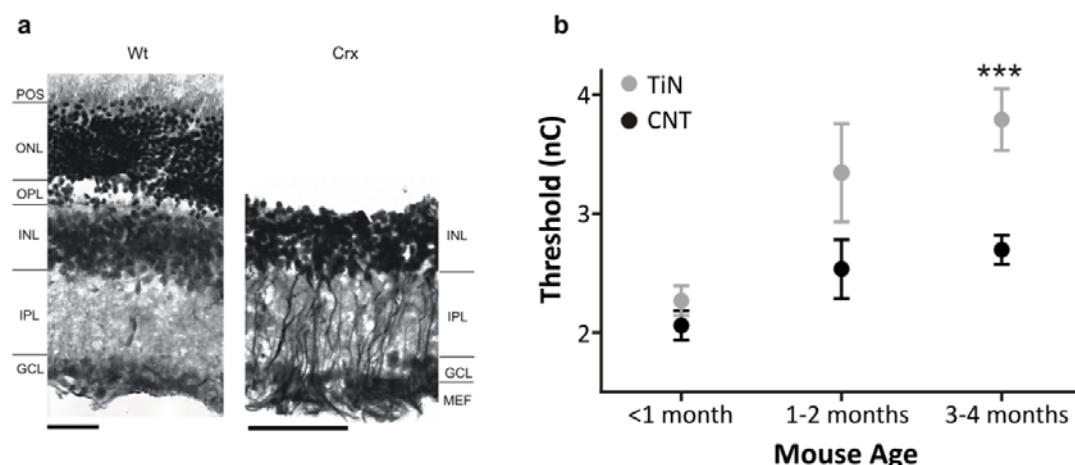 a
Wt
Crx
POS
ONL
OPL
INL
IPL
GCL
INL
IPL
GCL
MEF
b
***
TiN
CNT
4
3
2
Threshold (nC)
<1 month
1-2 months
3-4 months
Mouse Age